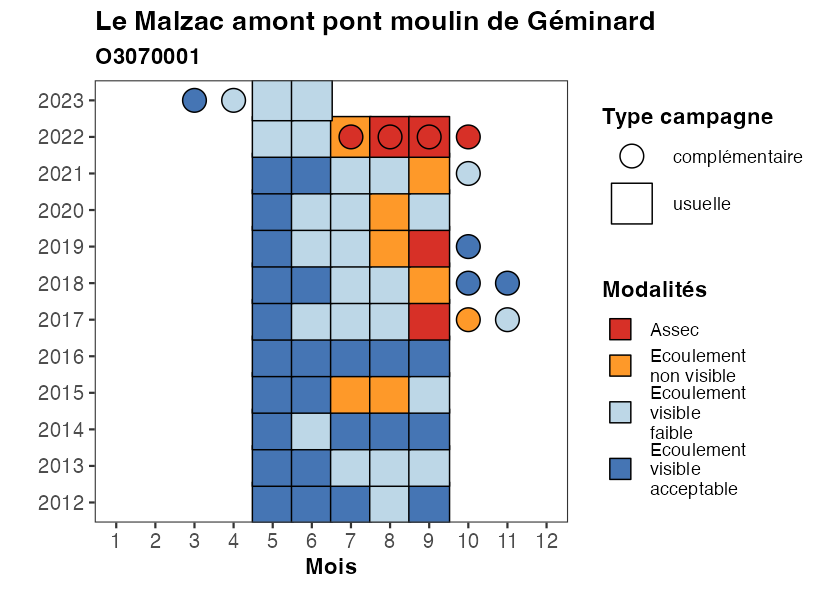 Le Malzac amont pont moulin de Géminard
O3070001
2023
2022
2021
2020
2019
2018
2017
2016
2015
2014
2013
2012
1 2 3 4 5 6 7 8 9 10 11 12
Mois
Type campagne
complémentaire
usuelle
Modalités
Assec
Ecoulement
non visible
Ecoulement
visible
faible
Ecoulement
visible
acceptable